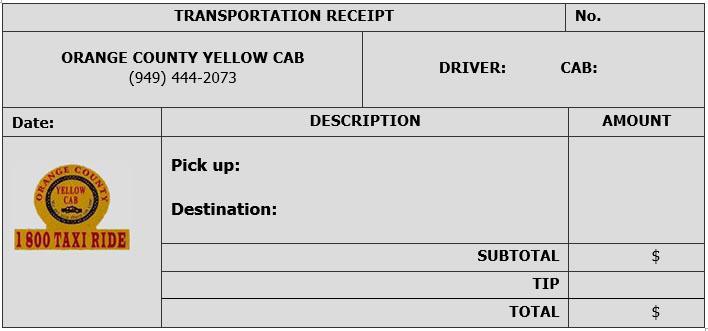 TRANSPORTATION RECEIPT No.
ORANGE COUNTY YELLOW CAB
(949) 444-2073
DRIVER: CAB:
Date: DESCRIPTION AMOUNT
Pick up:
Destination:
ORANGE COUNTY
YELLOW
CAB
1 800 TAXI RIDE
SUBTOTAL $
TIP
TOTAL $